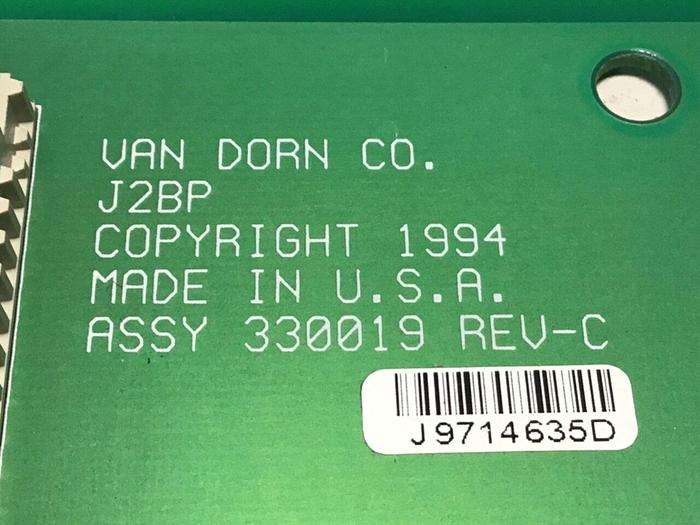 VAN DORN CO.
J2BP
COPYRIGHT 1994
MADE IN U.S.A.
ASSY 330019 REV-C
J9714635D